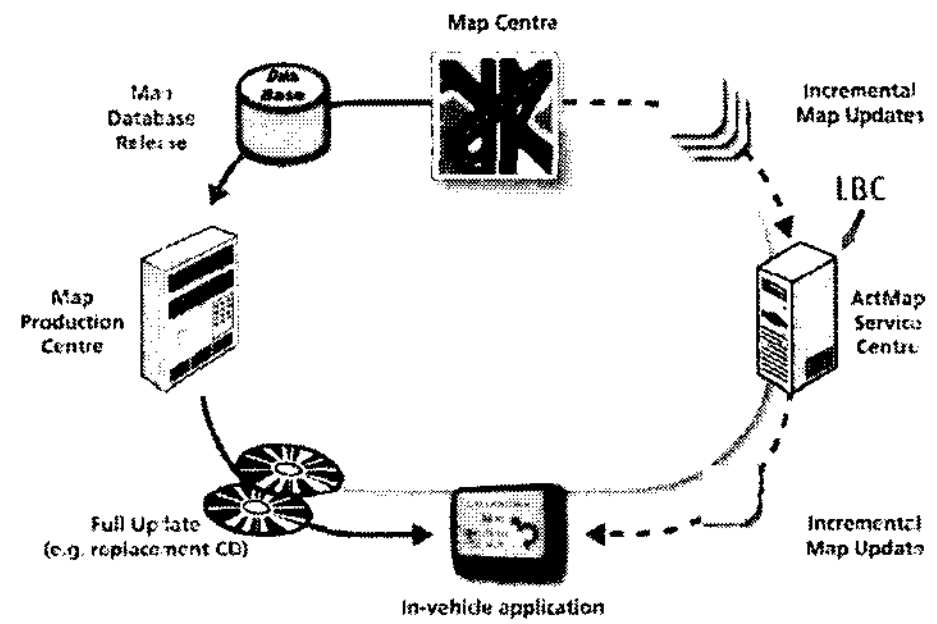 Map Centre
Data
Base
Map
Database
Release
Incremental
Map Updates
LBC
Map
Production
Centre
ActMap
Service
Centre
Full Update
(e.g. replacement CD)
Incremental
Map Update
In-vehicle application